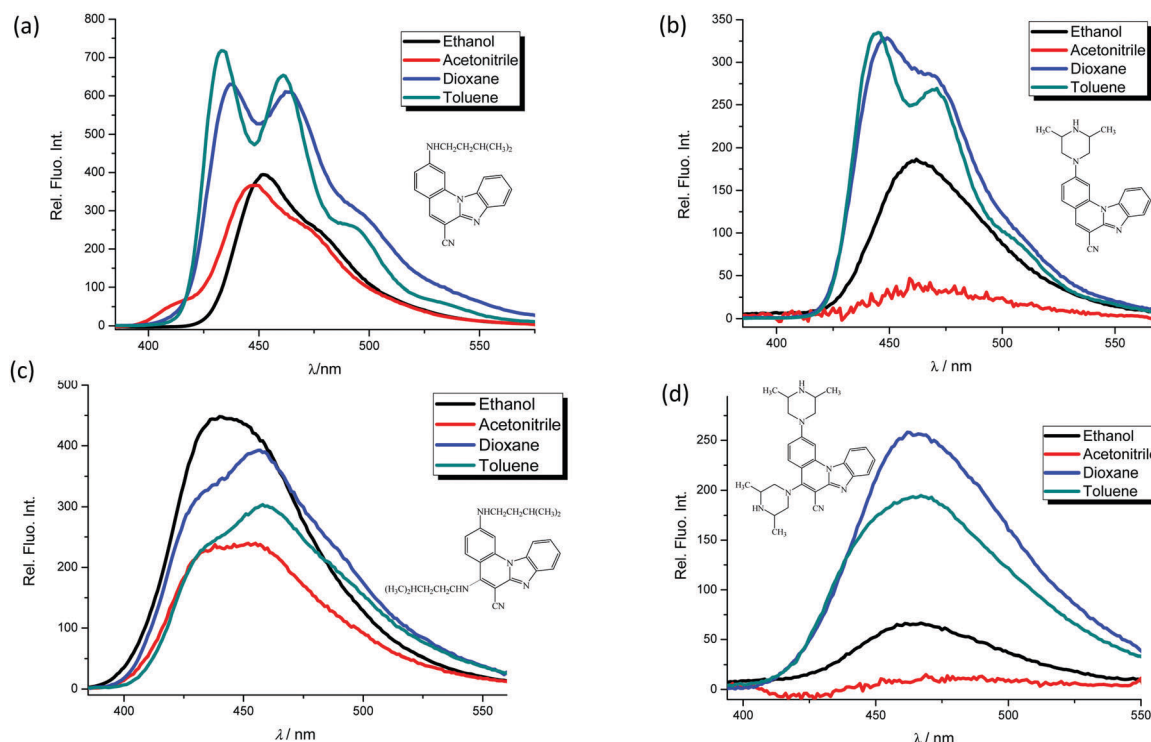 (a)
800
700
600
500
400
300
200
100
0
Rel. Fluo. Int.
400
450
500
550
λ/nm
Ethanol
Acetonitrile
Dioxane
Toluene
NHCH₂CH₂CH(CH₃)₂
N
N
CN
(b)
350
300
250
200
150
100
50
0
Rel. Fluo. Int.
400
450
500
550
λ / nm
Ethanol
Acetonitrile
Dioxane
Toluene
H
N
H₃C
CH₃
N
N
N
CN
(c)
500
400
300
200
100
0
Rel. Fluo. Int.
400
450
500
550
λ / nm
Ethanol
Acetonitrile
Dioxane
Toluene
NHCH₂CH₂CH(CH₃)₂
N
N
(H₃C)₂HCH₂CH₂CHN
CN
(d)
250
200
150
100
50
0
Rel. Fluo. Int.
400
450
500
550
λ / nm
Ethanol
Acetonitrile
Dioxane
Toluene
H
N
H₃C
CH₃
N
N
N
H₃C
N
CN
HN
CH₃